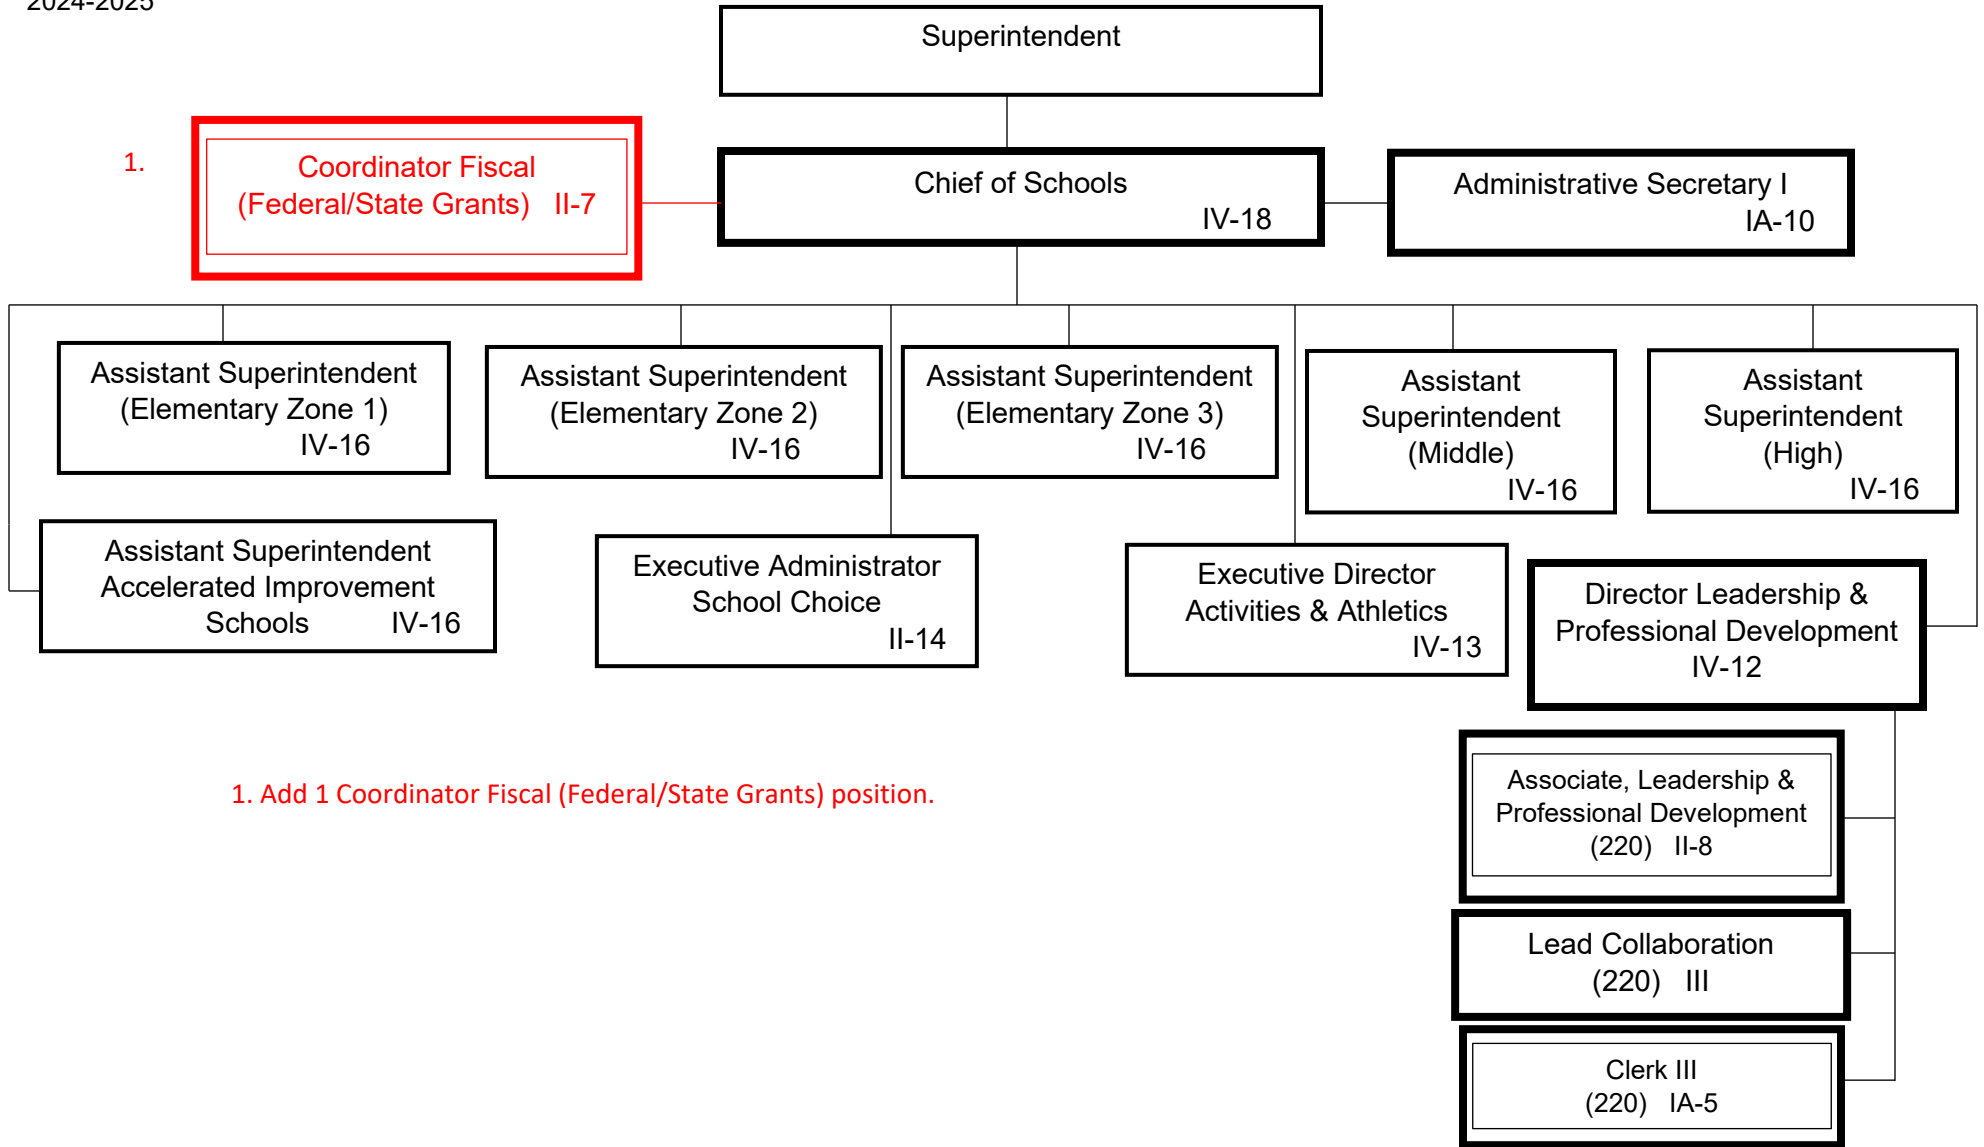 2024-2025
Superintendent
1.
Coordinator Fiscal
(Federal/State Grants) II-7
Chief of Schools
IV-18
Administrative Secretary I
IA-10
Assistant Superintendent
(Elementary Zone 1)
IV-16
Assistant Superintendent
(Elementary Zone 2)
IV-16
Assistant Superintendent
(Elementary Zone 3)
IV-16
Assistant
Superintendent
(Middle)
IV-16
Assistant
Superintendent
(High)
IV-16
Assistant Superintendent
Accelerated Improvement
Schools IV-16
Executive Administrator
School Choice
II-14
Executive Director
Activities & Athletics
IV-13
Director Leadership &
Professional Development
IV-12
1. Add 1 Coordinator Fiscal (Federal/State Grants) position.
Associate, Leadership &
Professional Development
(220) II-8
Lead Collaboration
(220) III
Clerk III
(220) IA-5